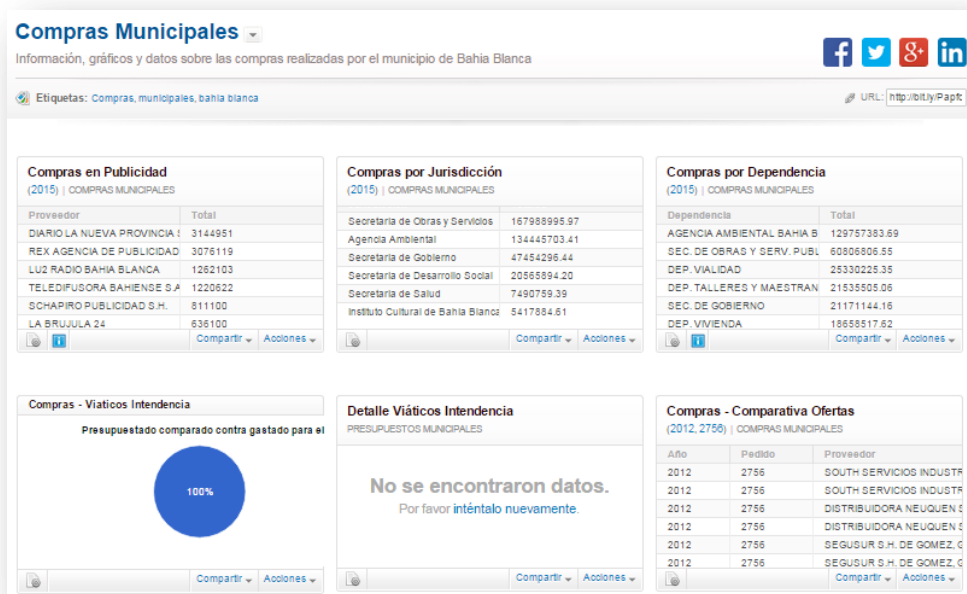 Compras Municipales
Información, gráficos y datos sobre las compras realizadas por el municipio de Bahia Blanca
Etiquetas: Compras, municipales, bahia blanca
URL: http://bit.ly/Papfc
Compras en Publicidad
(2015) | COMPRAS MUNICIPALES
Proveedor Total
DIARIO LA NUEVA PROVINCIA 3144951
REX AGENCIA DE PUBLICIDAD 3076119
LU2 RADIO BAHIA BLANCA 1262103
TELEDIFUSORA BAHIENSE S.A 1220622
SCHAPIRO PUBLICIDAD S.H. 811100
LA BRUJULA 24 636100
Compartir Acciones
Compras por Jurisdicción
(2015) | COMPRAS MUNICIPALES
Secretaria de Obras y Servicios 167988995.97
Agencia Ambiental 134445703.41
Secretaria de Gobierno 47454296.44
Secretaria de Desarrollo Social 20565894.20
Secretaria de Salud 7490759.39
Instituto Cultural de Bahia Blanca 5417884.61
Compartir Acciones
Compras por Dependencia
(2015) | COMPRAS MUNICIPALES
Dependencia Total
AGENCIA AMBIENTAL BAHIA B 129757383.69
SEC. DE OBRAS Y SERV. PUBL 60806806.55
DEP. VIALIDAD 25330225.35
DEP. TALLERES Y MAESTRAN 21535505.06
SEC. DE GOBIERNO 21171144.16
DEP. VIVIENDA 18658517.62
Compartir Acciones
Compras - Viaticos Intendencia
Presupuestado comparado contra gastado para el
100%
Compartir Acciones
Detalle Viáticos Intendencia
PRESUPUESTOS MUNICIPALES
No se encontraron datos.
Por favor inténtalo nuevamente.
Compartir Acciones
Compras - Comparativa Ofertas
(2012, 2756) | COMPRAS MUNICIPALES
Año Pedido Proveedor
2012 2756 SOUTH SERVICIOS INDUSTR
2012 2756 SOUTH SERVICIOS INDUSTR
2012 2756 DISTRIBUIDORA NEUQUEN S
2012 2756 DISTRIBUIDORA NEUQUEN S
2012 2756 SEGUSUR S.H. DE GOMEZ, G
2012 2756 SEGUSUR S.H. DE GOMEZ, G
Compartir Acciones